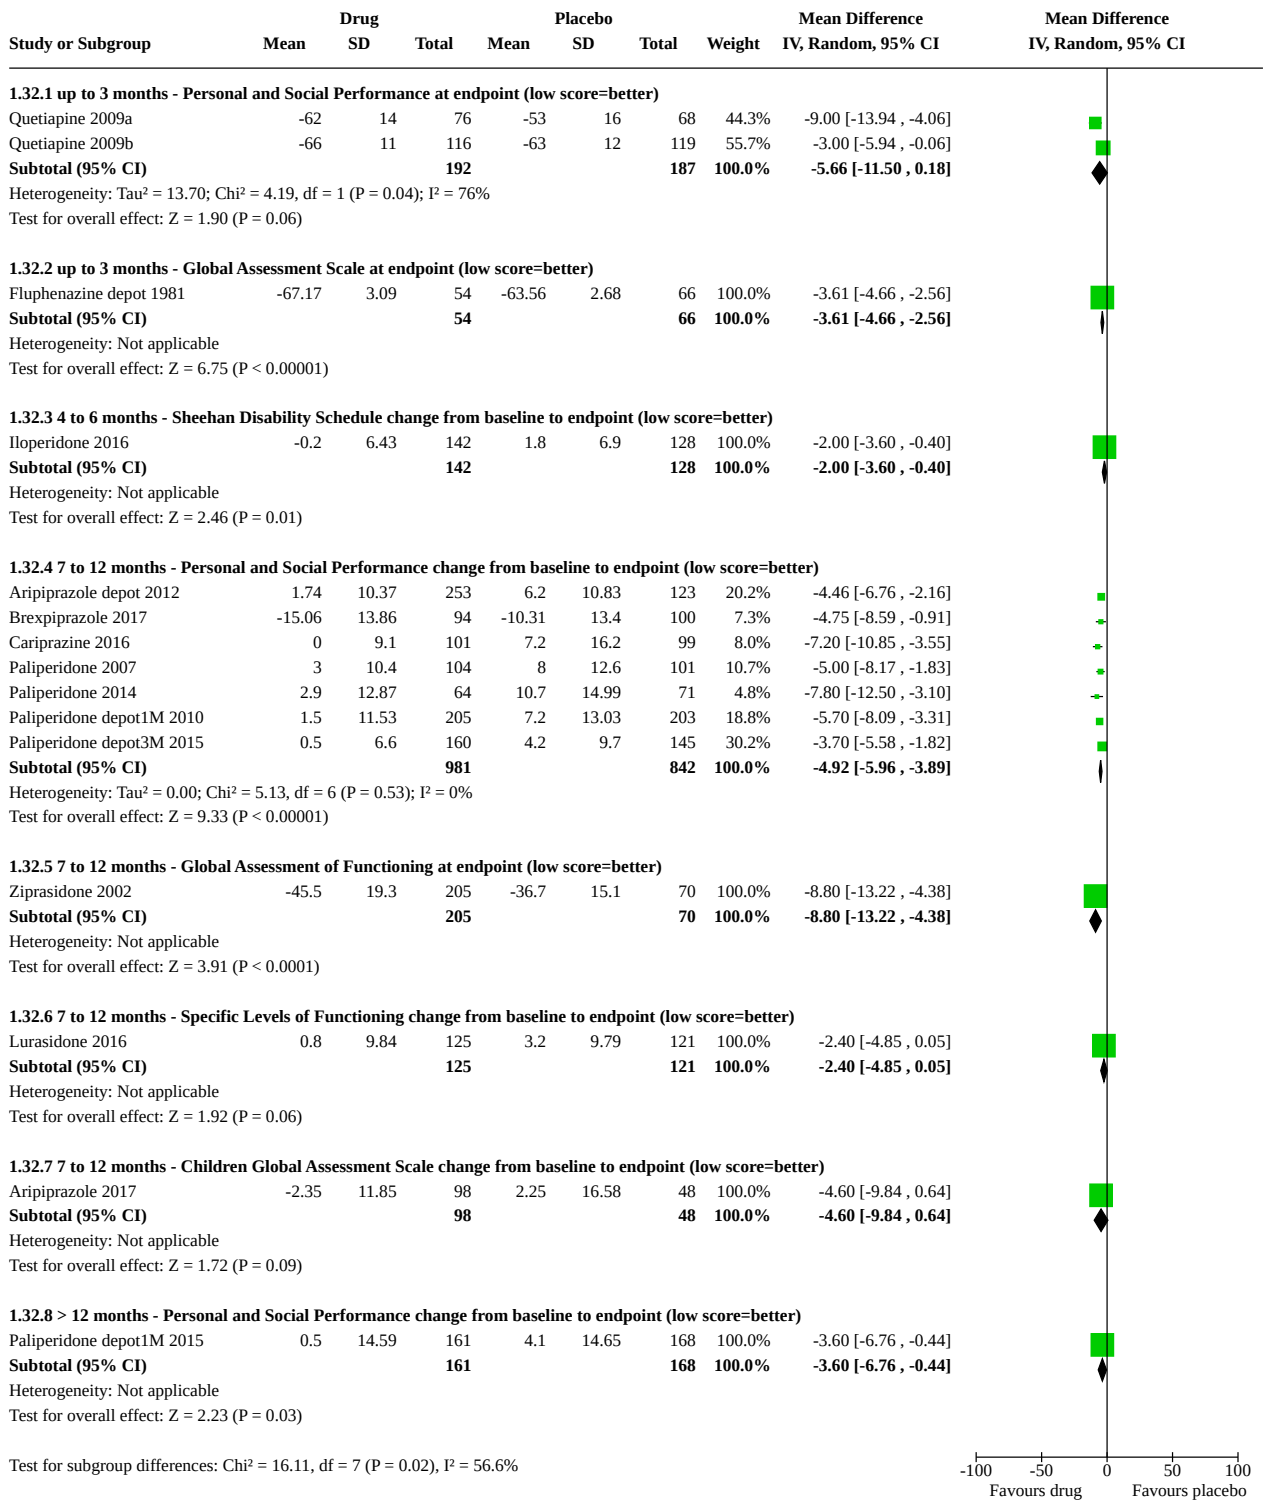 Drug Placebo Mean Difference Mean Difference
Study or Subgroup Mean SD Total Mean SD Total Weight IV, Random, 95% CI IV, Random, 95% CI
1.32.1 up to 3 months - Personal and Social Performance at endpoint (low score=better)
Quetiapine 2009a -62 14 76 -53 16 68 44.3% -9.00 [-13.94 , -4.06]
Quetiapine 2009b -66 11 116 -63 12 119 55.7% -3.00 [-5.94 , -0.06]
Subtotal (95% CI) 192 187 100.0% -5.66 [-11.50 , 0.18]
Heterogeneity: Tau² = 13.70; Chi² = 4.19, df = 1 (P = 0.04); I² = 76%
Test for overall effect: Z = 1.90 (P = 0.06)
1.32.2 up to 3 months - Global Assessment Scale at endpoint (low score=better)
Fluphenazine depot 1981 -67.17 3.09 54 -63.56 2.68 66 100.0% -3.61 [-4.66 , -2.56]
Subtotal (95% CI) 54 66 100.0% -3.61 [-4.66 , -2.56]
Heterogeneity: Not applicable
Test for overall effect: Z = 6.75 (P < 0.00001)
1.32.3 4 to 6 months - Sheehan Disability Schedule change from baseline to endpoint (low score=better)
Iloperidone 2016 -0.2 6.43 142 1.8 6.9 128 100.0% -2.00 [-3.60 , -0.40]
Subtotal (95% CI) 142 128 100.0% -2.00 [-3.60 , -0.40]
Heterogeneity: Not applicable
Test for overall effect: Z = 2.46 (P = 0.01)
1.32.4 7 to 12 months - Personal and Social Performance change from baseline to endpoint (low score=better)
Aripiprazole depot 2012 1.74 10.37 253 6.2 10.83 123 20.2% -4.46 [-6.76 , -2.16]
Brexpiprazole 2017 -15.06 13.86 94 -10.31 13.4 100 7.3% -4.75 [-8.59 , -0.91]
Cariprazine 2016 0 9.1 101 7.2 16.2 99 8.0% -7.20 [-10.85 , -3.55]
Paliperidone 2007 3 10.4 104 8 12.6 101 10.7% -5.00 [-8.17 , -1.83]
Paliperidone 2014 2.9 12.87 64 10.7 14.99 71 4.8% -7.80 [-12.50 , -3.10]
Paliperidone depot1M 2010 1.5 11.53 205 7.2 13.03 203 18.8% -5.70 [-8.09 , -3.31]
Paliperidone depot3M 2015 0.5 6.6 160 4.2 9.7 145 30.2% -3.70 [-5.58 , -1.82]
Subtotal (95% CI) 981 842 100.0% -4.92 [-5.96 , -3.89]
Heterogeneity: Tau² = 0.00; Chi² = 5.13, df = 6 (P = 0.53); I² = 0%
Test for overall effect: Z = 9.33 (P < 0.00001)
1.32.5 7 to 12 months - Global Assessment of Functioning at endpoint (low score=better)
Ziprasidone 2002 -45.5 19.3 205 -36.7 15.1 70 100.0% -8.80 [-13.22 , -4.38]
Subtotal (95% CI) 205 70 100.0% -8.80 [-13.22 , -4.38]
Heterogeneity: Not applicable
Test for overall effect: Z = 3.91 (P < 0.0001)
1.32.6 7 to 12 months - Specific Levels of Functioning change from baseline to endpoint (low score=better)
Lurasidone 2016 0.8 9.84 125 3.2 9.79 121 100.0% -2.40 [-4.85 , 0.05]
Subtotal (95% CI) 125 121 100.0% -2.40 [-4.85 , 0.05]
Heterogeneity: Not applicable
Test for overall effect: Z = 1.92 (P = 0.06)
1.32.7 7 to 12 months - Children Global Assessment Scale change from baseline to endpoint (low score=better)
Aripiprazole 2017 -2.35 11.85 98 2.25 16.58 48 100.0% -4.60 [-9.84 , 0.64]
Subtotal (95% CI) 98 48 100.0% -4.60 [-9.84 , 0.64]
Heterogeneity: Not applicable
Test for overall effect: Z = 1.72 (P = 0.09)
1.32.8 > 12 months - Personal and Social Performance change from baseline to endpoint (low score=better)
Paliperidone depot1M 2015 0.5 14.59 161 4.1 14.65 168 100.0% -3.60 [-6.76 , -0.44]
Subtotal (95% CI) 161 168 100.0% -3.60 [-6.76 , -0.44]
Heterogeneity: Not applicable
Test for overall effect: Z = 2.23 (P = 0.03)
Test for subgroup differences: Chi² = 16.11, df = 7 (P = 0.02), I² = 56.6%
-100 -50 0 50 100
Favours drug Favours placebo